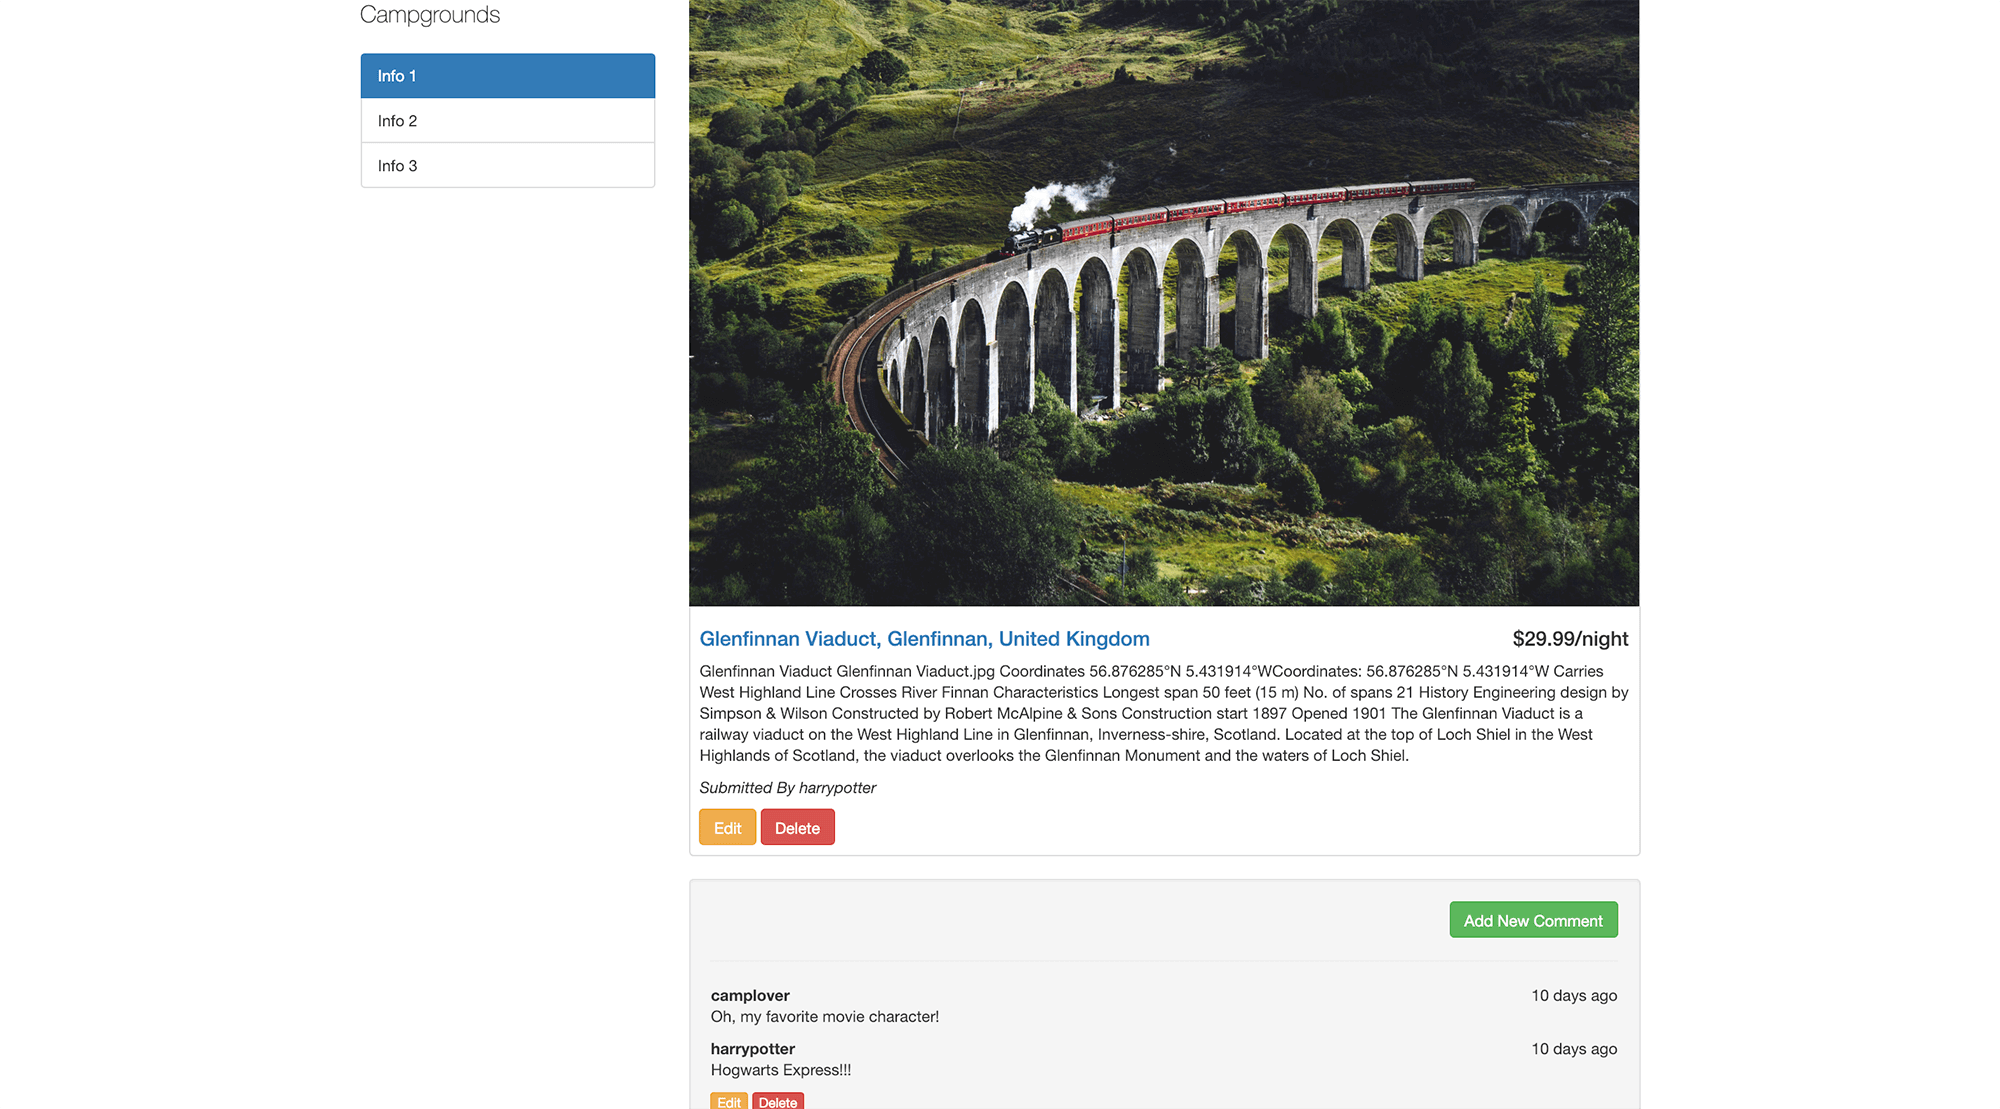 Campgrounds
Info 1
Info 2
Info 3
Glenfinnan Viaduct, Glenfinnan, United Kingdom
$29.99/night
Glenfinnan Viaduct Glenfinnan Viaduct.jpg Coordinates 56.876285°N 5.431914°WCoordinates: 56.876285°N 5.431914°W Carries
West Highland Line Crosses River Finnan Characteristics Longest span 50 feet (15 m) No. of spans 21 History Engineering design by
Simpson & Wilson Constructed by Robert McAlpine & Sons Construction start 1897 Opened 1901 The Glenfinnan Viaduct is a
railway viaduct on the West Highland Line in Glenfinnan, Inverness-shire, Scotland. Located at the top of Loch Shiel in the West
Highlands of Scotland, the viaduct overlooks the Glenfinnan Monument and the waters of Loch Shiel.
Submitted By harrypotter
Edit
Delete
Add New Comment
camplover
10 days ago
Oh, my favorite movie character!
harrypotter
10 days ago
Hogwarts Express!!!
Edit
Delete